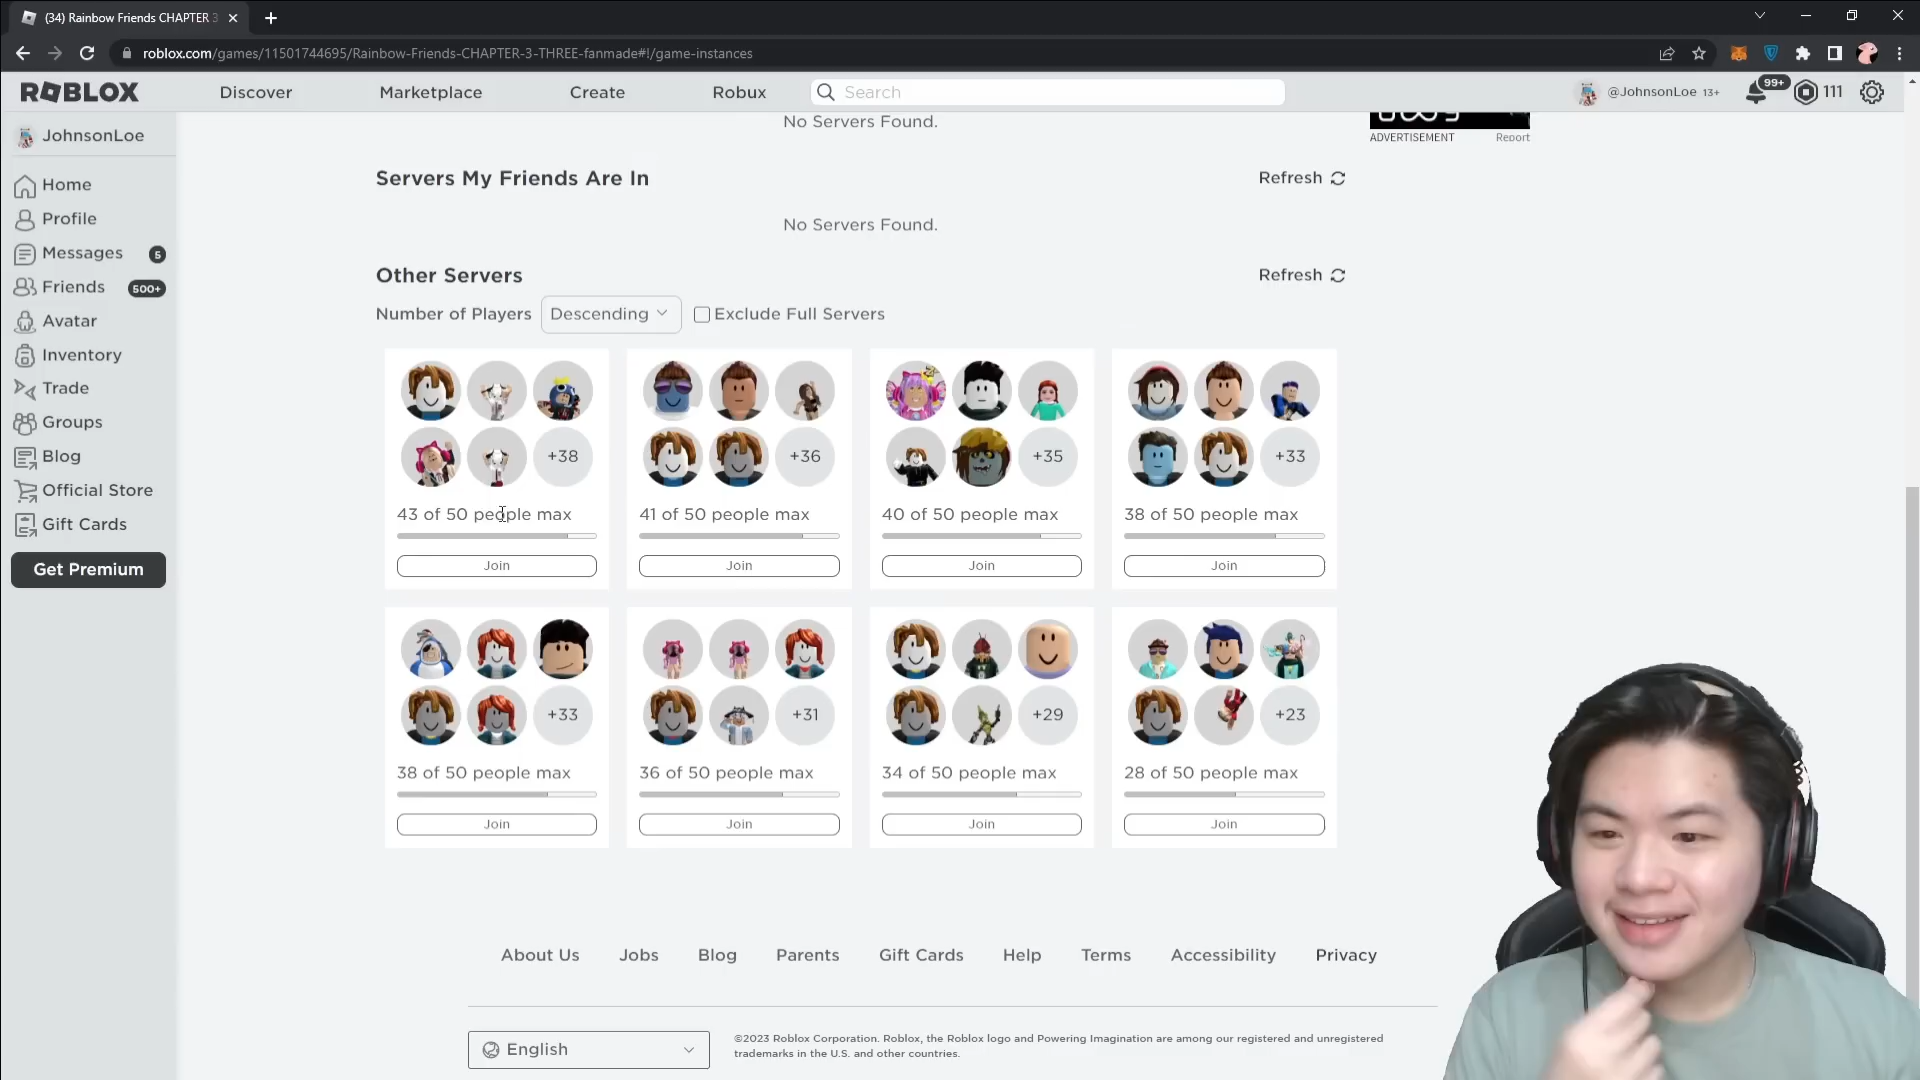 (34) Rainbow Friends CHAPTER 3
roblox.com/games/11501744695/Rainbow-Friends-CHAPTER-3-THREE-fanmade#!/game-instances
ROBLOX
Discover
Marketplace
Create
Robux
Search
@JohnsonLoe 13+
99+
111
JohnsonLoe
Home
Profile
Messages 5
Friends 500+
Avatar
Inventory
Trade
Groups
Blog
Official Store
Gift Cards
Get Premium
No Servers Found.
ADVERTISEMENT Report
Servers My Friends Are In Refresh
No Servers Found.
Other Servers Refresh
Number of Players Descending Exclude Full Servers
+38 +36 +35 +33
43 of 50 people max 41 of 50 people max 40 of 50 people max 38 of 50 people max
Join Join Join Join
+33 +31 +29 +23
38 of 50 people max 36 of 50 people max 34 of 50 people max 28 of 50 people max
Join Join Join Join
About Us Jobs Blog Parents Gift Cards Help Terms Accessibility Privacy
English
©2023 Roblox Corporation. Roblox, the Roblox logo and Powering Imagination are among our registered and unregistered
trademarks in the U.S. and other countries.